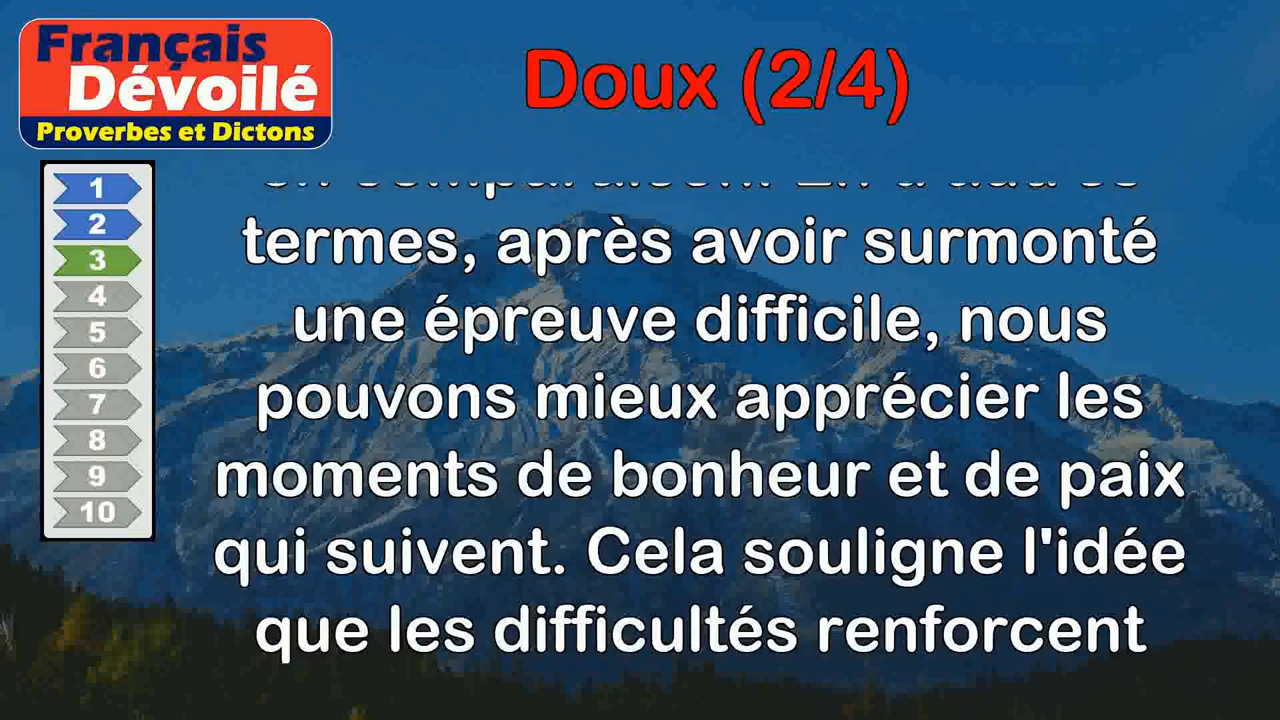 Français
Dévoilé
Proverbes et Dictons
Doux (2/4)
1
2
3
4
5
6
7
8
9
10
termes, après avoir surmonté
une épreuve difficile, nous
pouvons mieux apprécier les
moments de bonheur et de paix
qui suivent. Cela souligne l'idée
que les difficultés renforcent